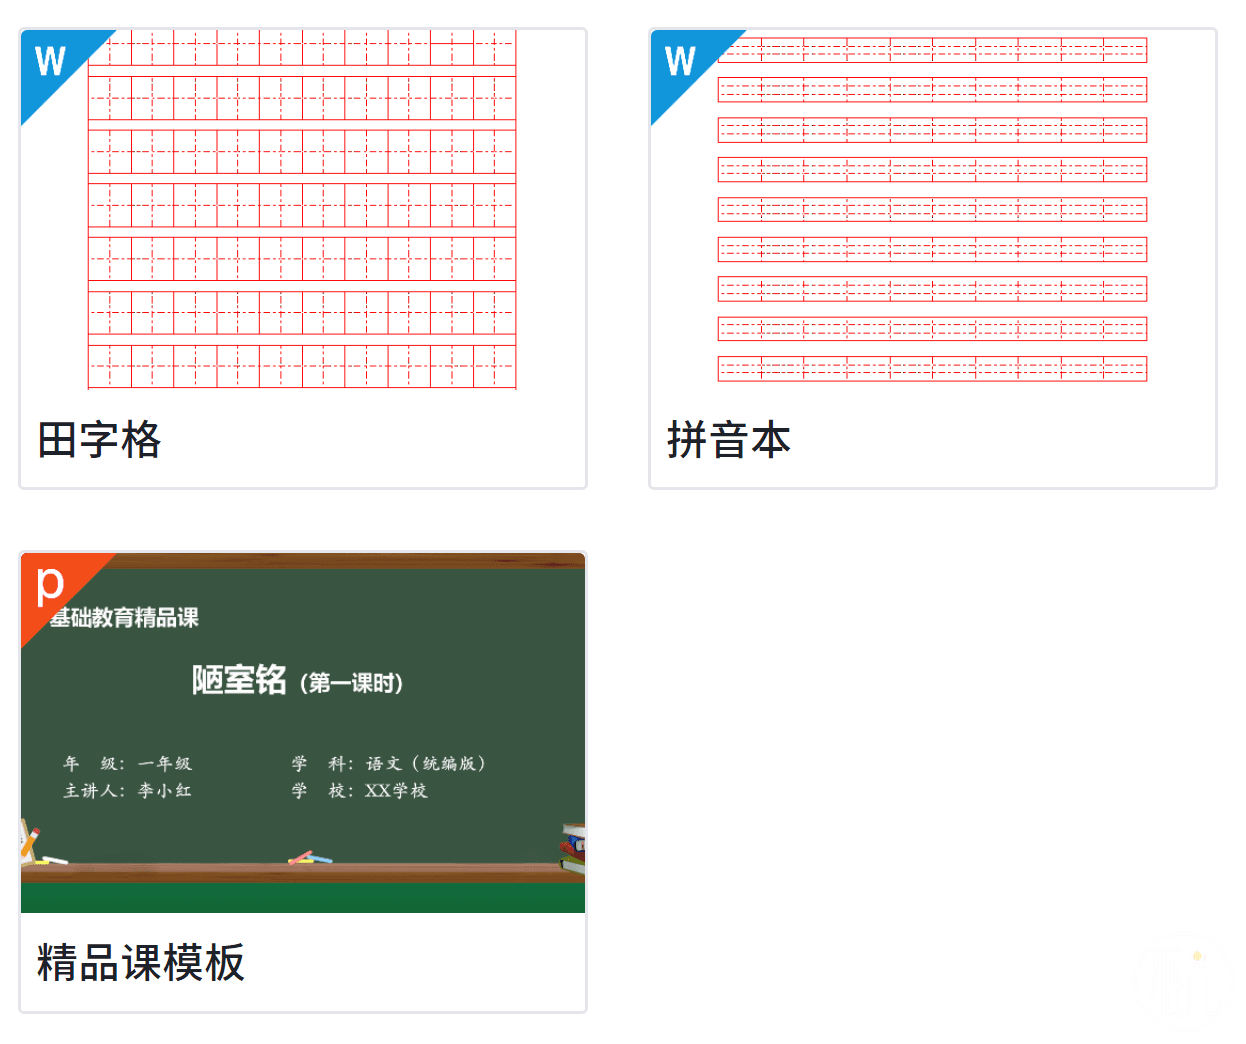 W
W
田字格
拼音本
p
基础教育精品课
陋室铭（第一课时）
年　级：一年级　学　科：语文（统编版）
主讲人：李小红　学　校：XX学校
精品课模板